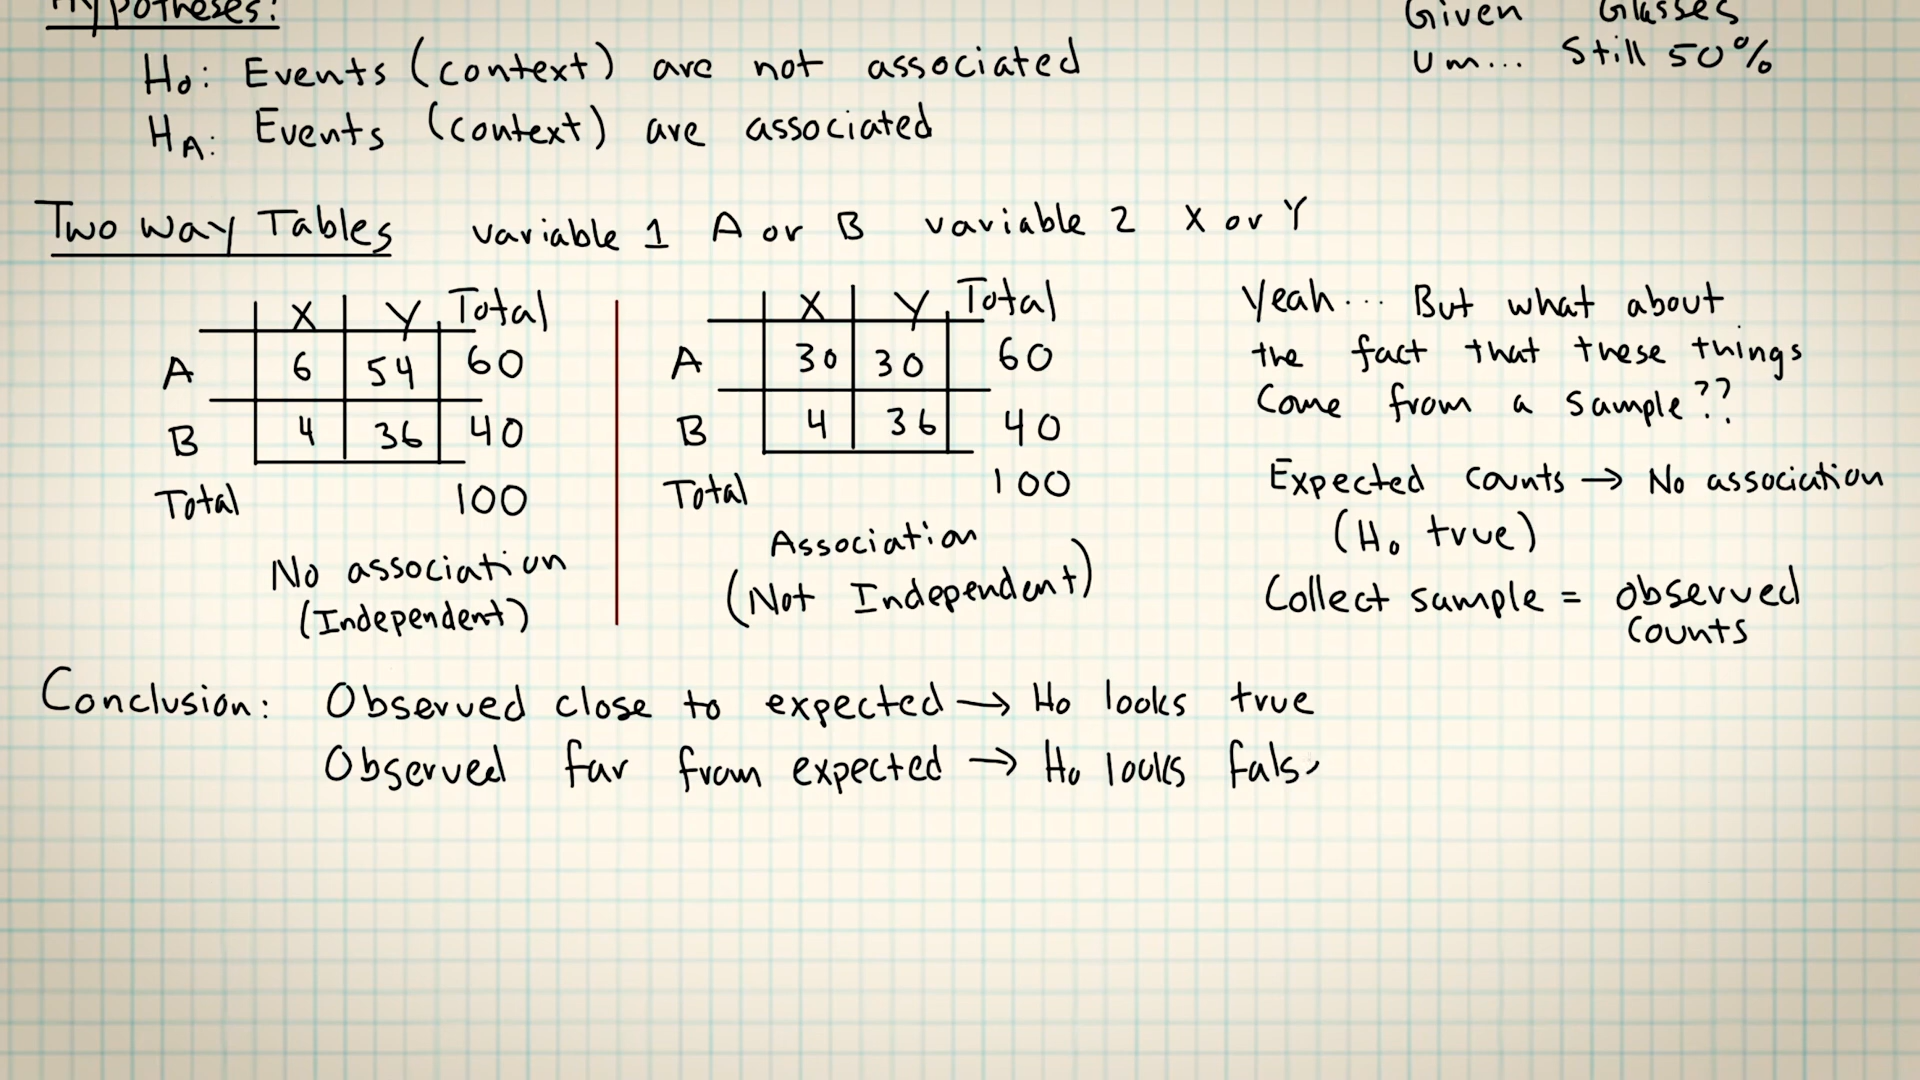 Hypotheses:
H₀: Events (context) are not associated
H_A: Events (context) are associated
Given Glasses
Um... Still 50%
Two Way Tables variable 1 A or B variable 2 X or Y
X Y Total
A 6 54 60
B 4 36 40
Total 100
No association
(Independent)
X Y Total
A 30 30 60
B 4 36 40
Total 100
Association
(Not Independent)
Yeah... But what about
the fact that these things
Come from a sample??
Expected counts → No association
(H₀ true)
Collect sample = observed
counts
Conclusion: Observed close to expected → H₀ looks true
Observed far from expected → H₀ looks fals